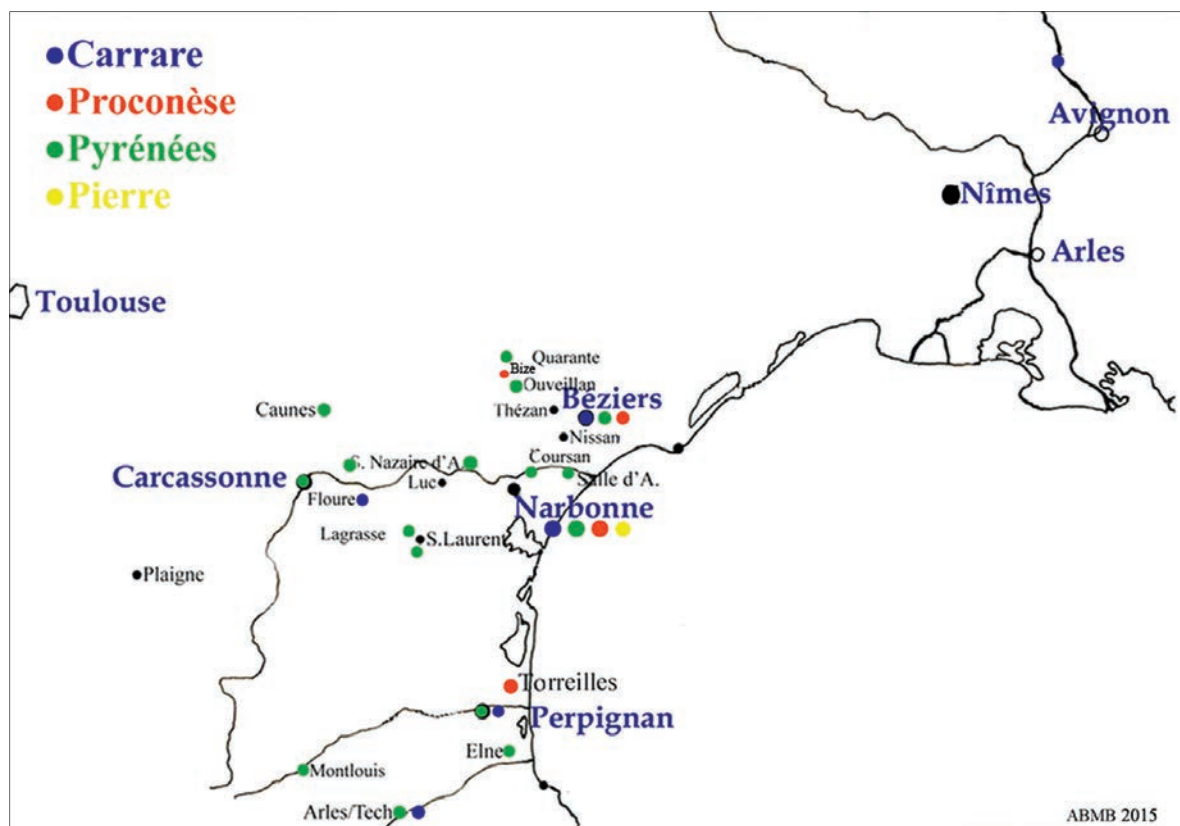 Carrare
Proconèse
Pyrénées
Pierre
Avignon
Nîmes
Arles
Toulouse
Quarante
Bize
Ouveillan
Caunes
Thézan
Béziers
Nissan
S. Nazaire d'A.
Coursan
Carcassonne
Luc
Salle d'A.
Floure
Narbonne
Lagrasse
S.Laurent
Plaigne
Torreilles
Perpignan
Elne
Montlouis
Arles/Tech
ABMB 2015